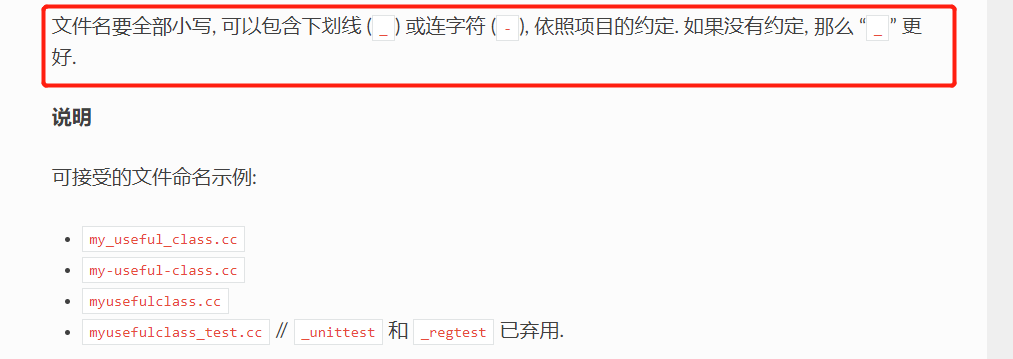 文件名要全部小写, 可以包含下划线 ( _ ) 或连字符 ( - ), 依照项目的约定. 如果没有约定, 那么 “ _ ” 更
好.
说明
可接受的文件命名示例:
• my_useful_class.cc
• my-useful-class.cc
• myusefulclass.cc
• myusefulclass_test.cc // _unittest 和 _regtest 已弃用.